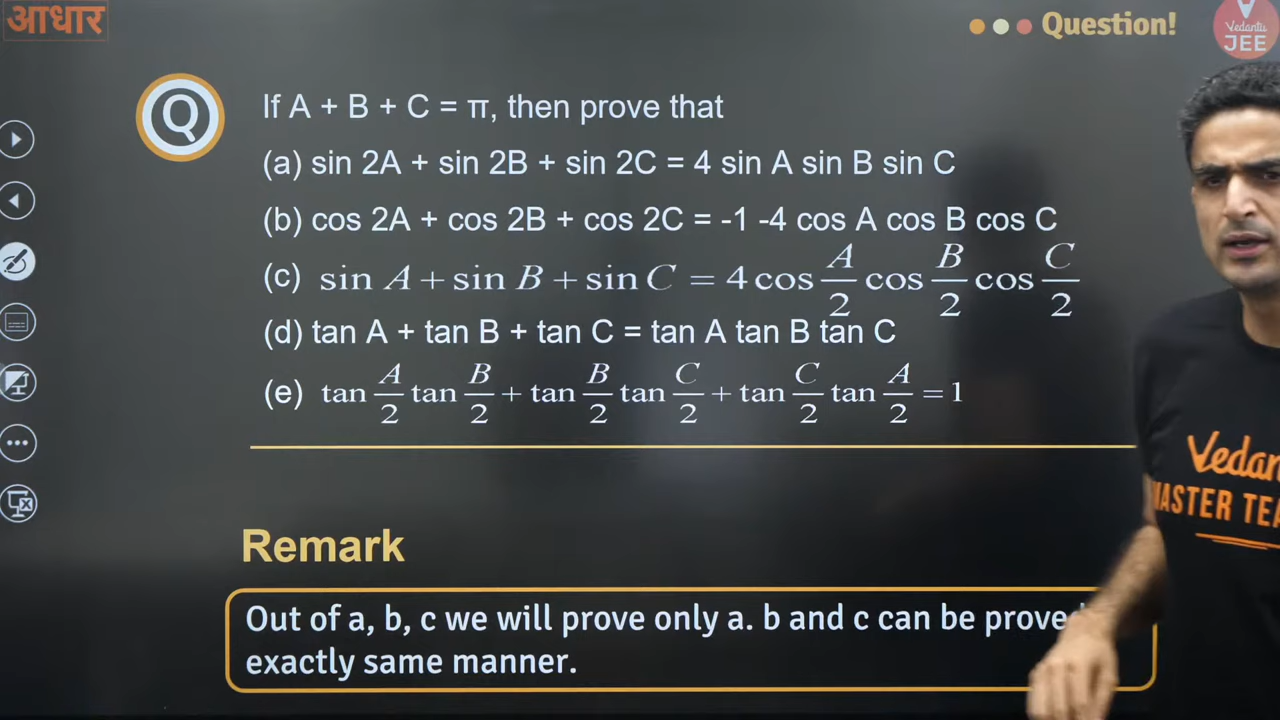 आधार
Question!
Vedantu
JEE
Q
If A + B + C = π, then prove that
(a) sin 2A + sin 2B + sin 2C = 4 sin A sin B sin C
(b) cos 2A + cos 2B + cos 2C = -1 -4 cos A cos B cos C
(c) sin A + sin B + sin C = 4 cos A/2 cos B/2 cos C/2
(d) tan A + tan B + tan C = tan A tan B tan C
(e) tan A/2 tan B/2 + tan B/2 tan C/2 + tan C/2 tan A/2 = 1
Vedan
MASTER TEA
Remark
Out of a, b, c we will prove only a. b and c can be prove
exactly same manner.